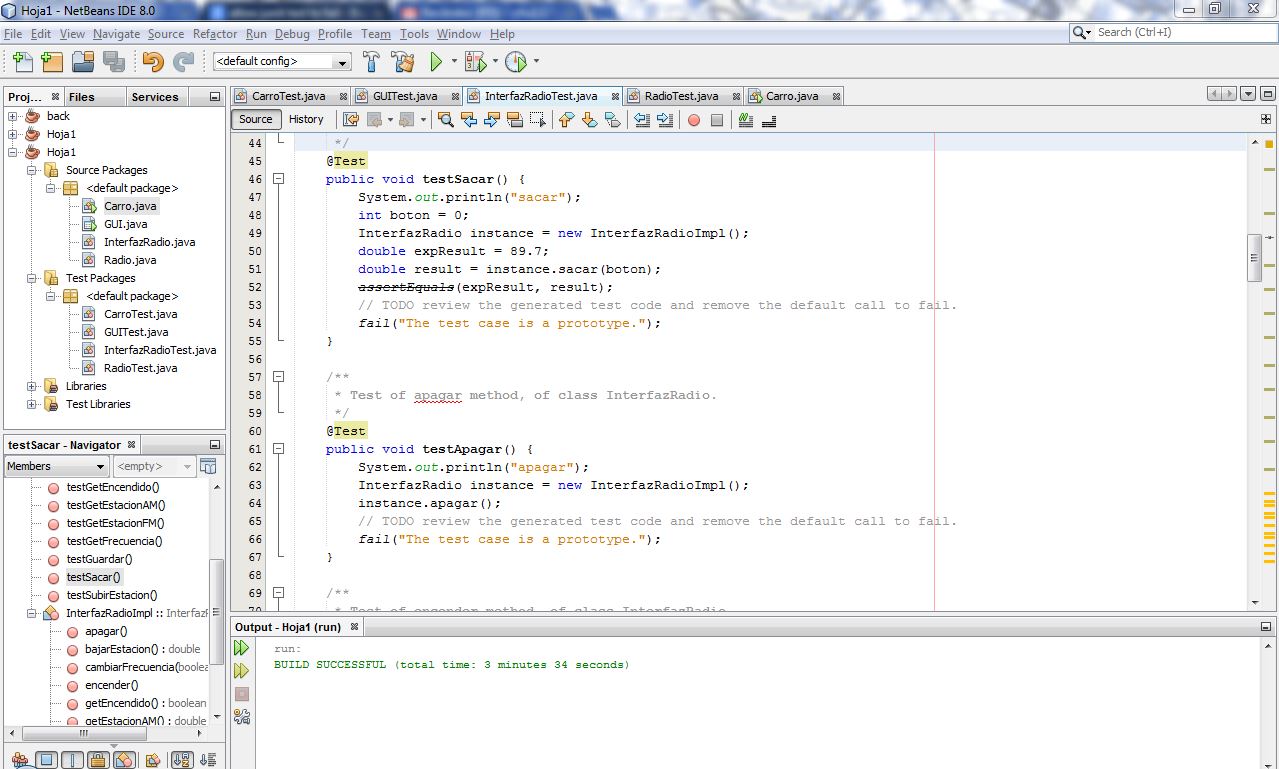 Hoja1 - NetBeans IDE 8.0
File Edit View Navigate Source Refactor Run Debug Profile Team Tools Window Help
Search (Ctrl+I)
<default config>
Proj... Files Services
back
Hoja1
Hoja1
Source Packages
<default package>
Carro.java
GUI.java
InterfazRadio.java
Radio.java
Test Packages
<default package>
CarroTest.java
GUITest.java
InterfazRadioTest.java
RadioTest.java
Libraries
Test Libraries
testSacar - Navigator
Members <empty>
testGetEncendido()
testGetEstacionAM()
testGetEstacionFM()
testGetFrecuencia()
testGuardar()
testSacar()
testSubirEstacion()
InterfazRadioImpl :: InterfazR
apagar()
bajarEstacion() : double
cambiarFrecuencia(boolea
encender()
getEncendido() : boolean
getEstacionAM() : double
CarroTest.java GUITest.java InterfazRadioTest.java RadioTest.java Carro.java
Source History
44 */
45 @Test
46 public void testSacar() {
47 System.out.println("sacar");
48 int boton = 0;
49 InterfazRadio instance = new InterfazRadioImpl();
50 double expResult = 89.7;
51 double result = instance.sacar(boton);
52 assertEquals(expResult, result);
53 // TODO review the generated test code and remove the default call to fail.
54 fail("The test case is a prototype.");
55 }
56
57 /**
58 * Test of apagar method, of class InterfazRadio.
59 */
60 @Test
61 public void testApagar() {
62 System.out.println("apagar");
63 InterfazRadio instance = new InterfazRadioImpl();
64 instance.apagar();
65 // TODO review the generated test code and remove the default call to fail.
66 fail("The test case is a prototype.");
67 }
68
69 /**
70 * Test of encender method, of class InterfazRadio.
Output - Hoja1 (run)
run:
BUILD SUCCESSFUL (total time: 3 minutes 34 seconds)